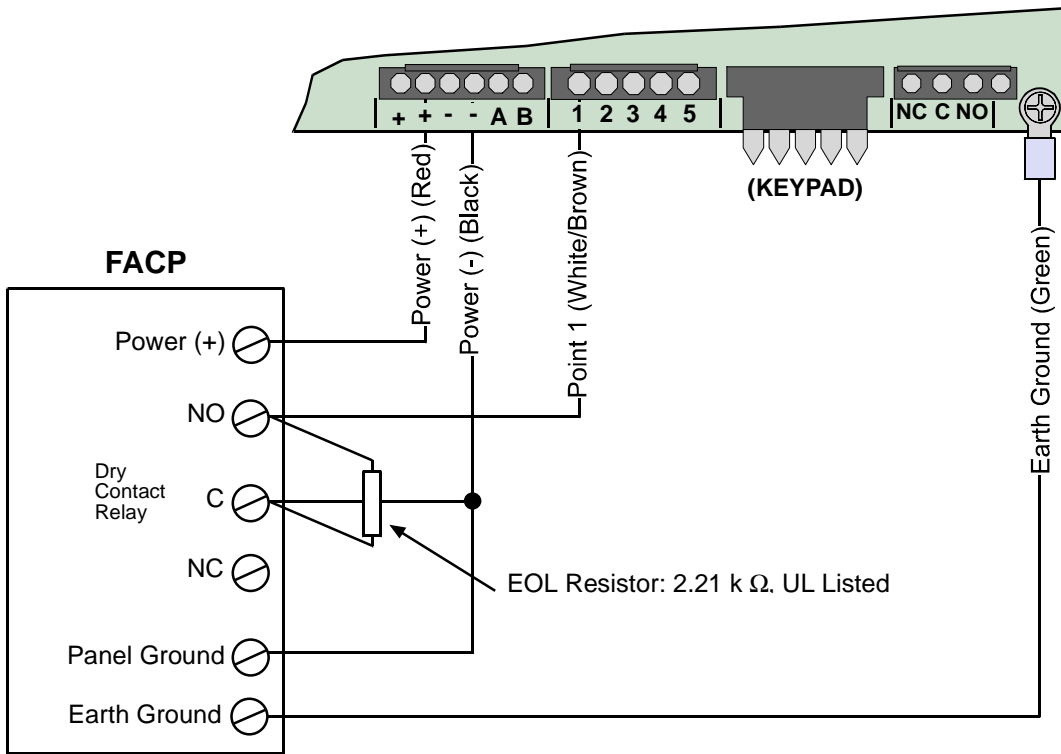 + + - - A B 1 2 3 4 5 NC C NO
(KEYPAD)
Power (+) (Red)
Power (-) (Black)
Point 1 (White/Brown)
Earth Ground (Green)
FACP
Power (+)
NO
Dry
Contact
Relay
C
NC
EOL Resistor: 2.21 k Ω, UL Listed
Panel Ground
Earth Ground